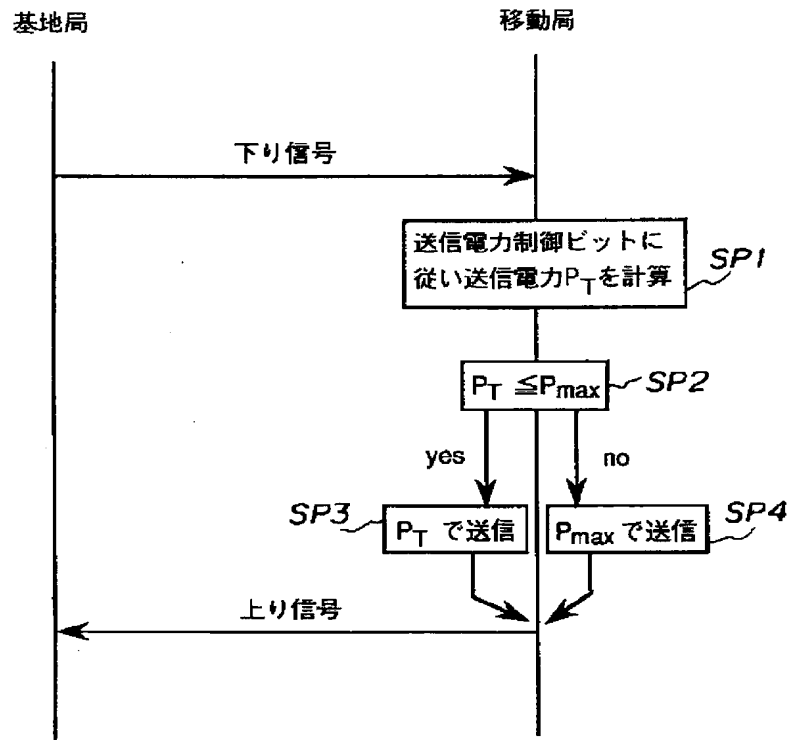 基地局
移動局
下り信号
送信電力制御ビットに
従い送信電力PTを計算
SP1
PT ≦Pmax
SP2
yes
no
SP3
PT で送信
Pmax で送信
SP4
上り信号